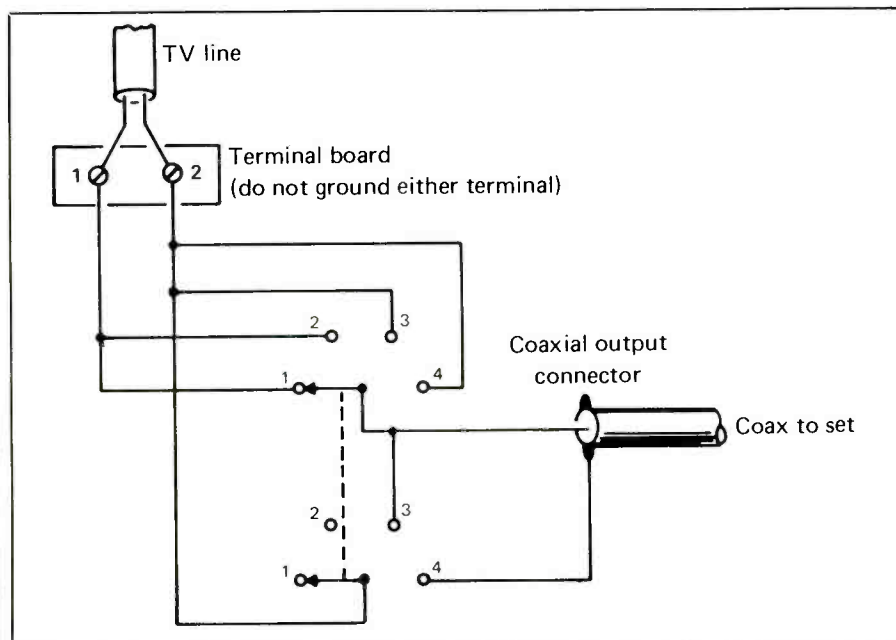 TV line
1
2
Terminal board
(do not ground either terminal)
2
3
1
4
Coaxial output
connector
Coax to set
2
3
1
4